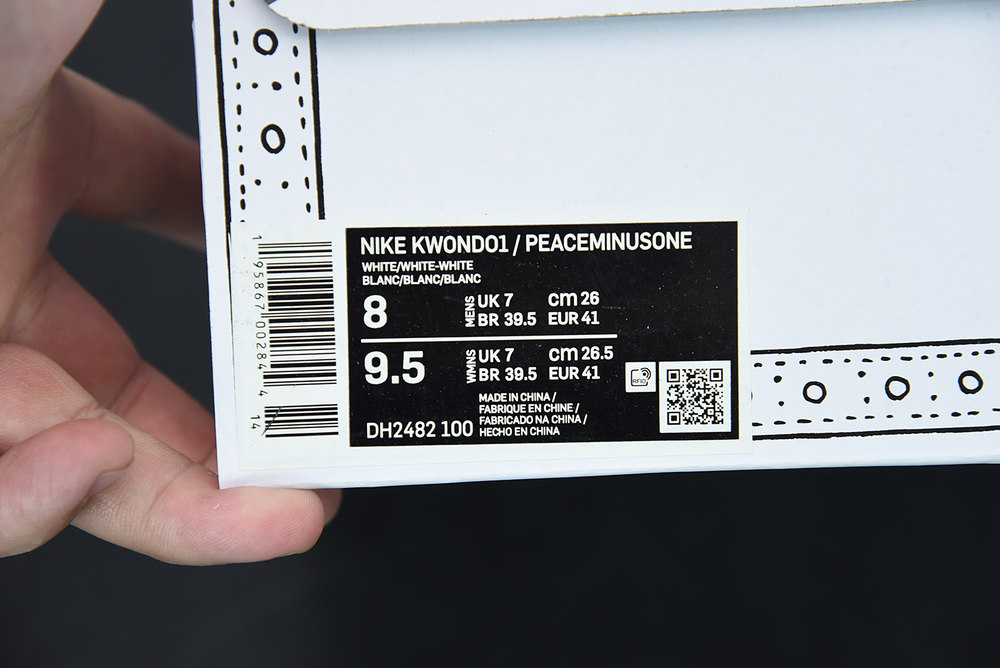 NIKE KWONDO1 / PEACEMINUSONE
WHITE/WHITE-WHITE
BLANC/BLANC/BLANC
8 MENS UK 7 cm 26
BR 39.5 EUR 41
9.5 WMNS UK 7 cm 26.5
BR 39.5 EUR 41
RFID
MADE IN CHINA /
FABRIQUE EN CHINE /
FABRICADO NA CHINA /
DH2482 100 HECHO EN CHINA
1 95867 00284 4 14